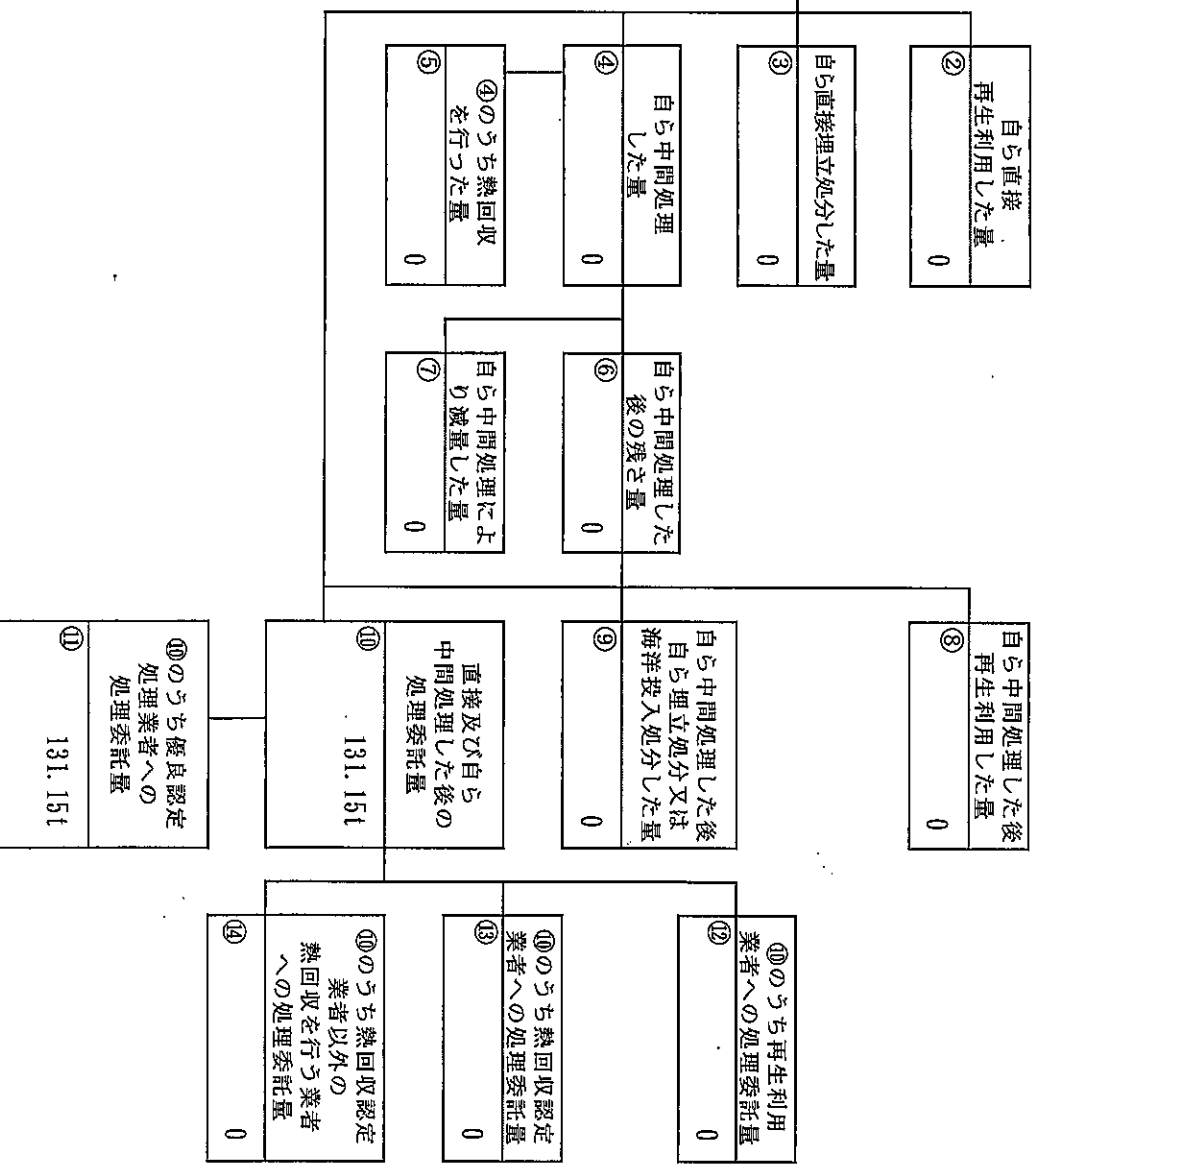 自ら直接
再生利用した量
②
0
自ら直接埋立処分した量
③
0
自ら中間処理
した量
④
0
④のうち熱回収
を行った量
⑤
0
自ら中間処理した
後の残さ量
⑥
0
自ら中間処理によ
り減量した量
⑦
0
自ら中間処理した後
再生利用した量
⑧
0
自ら中間処理した後
自ら埋立処分又は
海洋投入処分した量
⑨
0
直接及び自ら
中間処理した後の
処理委託量
⑩
131.15t
⑩のうち優良認定
処理業者への
処理委託量
⑪
131.15t
⑩のうち再生利用
業者への処理委託量
⑫
0
⑩のうち熱回収認定
業者への処理委託量
⑬
0
⑩のうち熱回収認定
業者以外の
熱回収を行う業者
への処理委託量
⑭
0